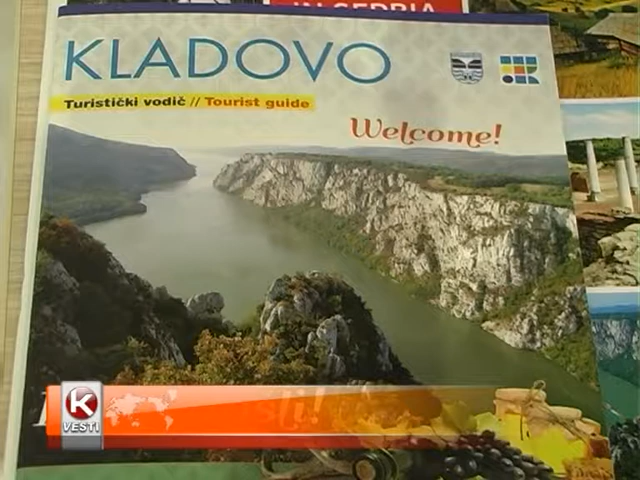 IN SERBIA
KLADOVO
Turistički vodič // Tourist guide
Welcome!
K
VESTI